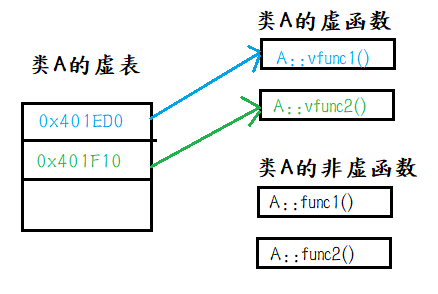 类A的虚表
0x401ED0
0x401F10
类A的虚函数
A::vfunc1()
A::vfunc2()
类A的非虚函数
A::func1()
A::func2()